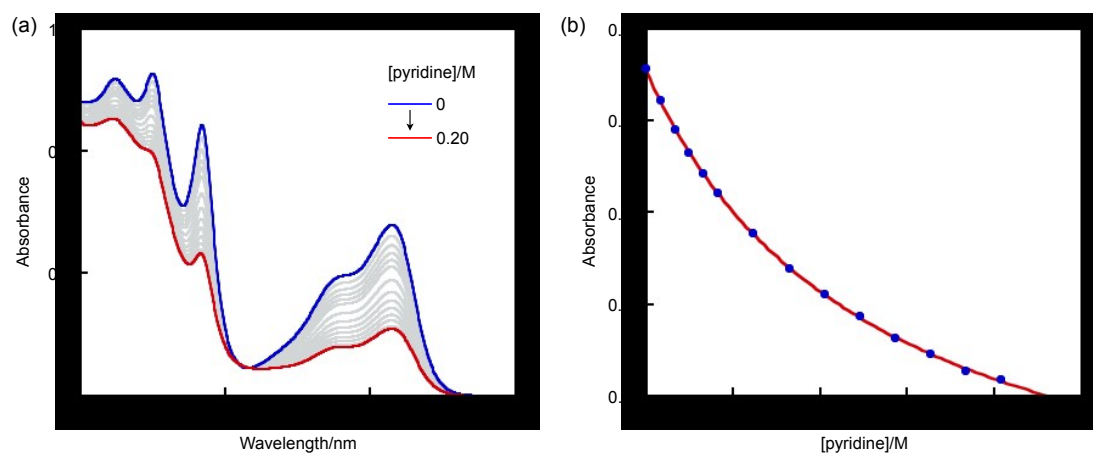 (a)
1
0.
0.
[pyridine]/M
0
0.20
Absorbance
Wavelength/nm
(b)
0.
0.
0.
0.
0.
Absorbance
[pyridine]/M